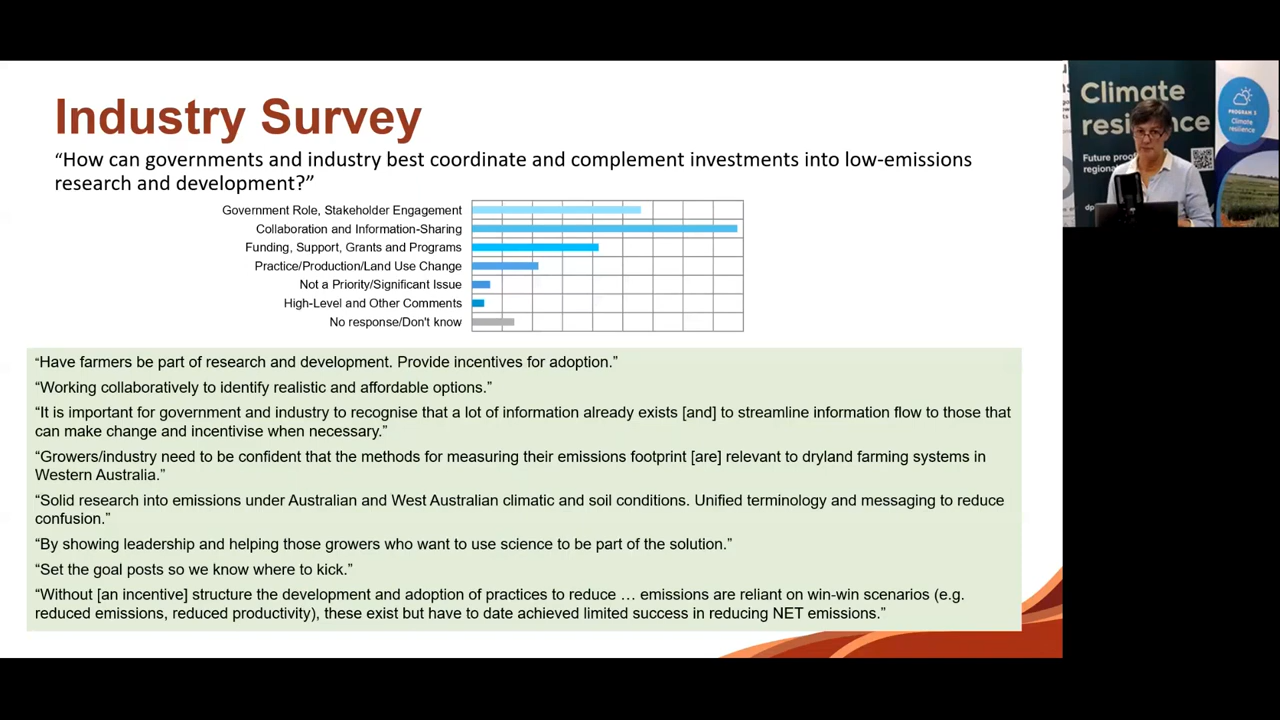 Industry Survey
“How can governments and industry best coordinate and complement investments into low-emissions
research and development?”
Government Role, Stakeholder Engagement
Collaboration and Information-Sharing
Funding, Support, Grants and Programs
Practice/Production/Land Use Change
Not a Priority/Significant Issue
High-Level and Other Comments
No response/Don't know
“Have farmers be part of research and development. Provide incentives for adoption.”
“Working collaboratively to identify realistic and affordable options.”
“It is important for government and industry to recognise that a lot of information already exists [and] to streamline information flow to those that
can make change and incentivise when necessary.”
“Growers/industry need to be confident that the methods for measuring their emissions footprint [are] relevant to dryland farming systems in
Western Australia.”
“Solid research into emissions under Australian and West Australian climatic and soil conditions. Unified terminology and messaging to reduce
confusion.”
“By showing leadership and helping those growers who want to use science to be part of the solution.”
“Set the goal posts so we know where to kick.”
“Without [an incentive] structure the development and adoption of practices to reduce … emissions are reliant on win-win scenarios (e.g.
reduced emissions, reduced productivity), these exist but have to date achieved limited success in reducing NET emissions.”
Climate
PROGRAM 3
Climate
resilience